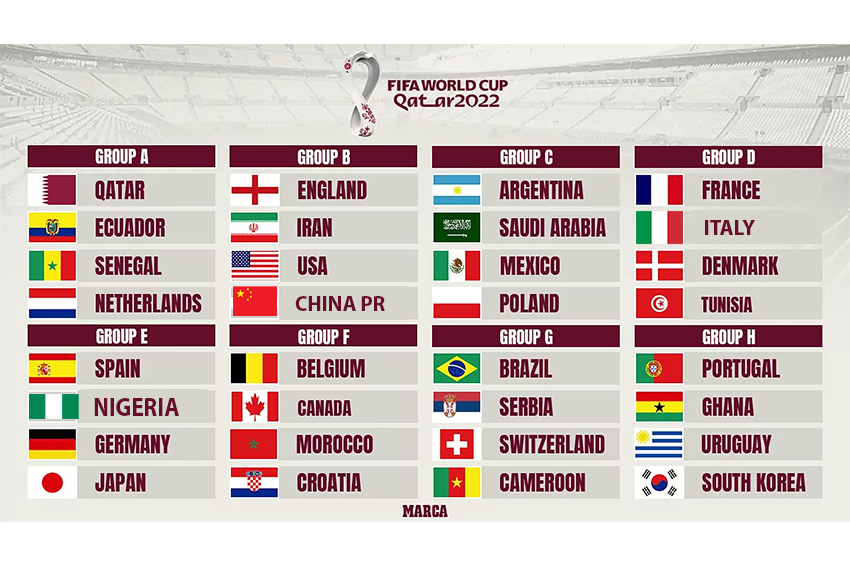 FIFA WORLD CUP
Qatar2022
GROUP A
QATAR
ECUADOR
SENEGAL
NETHERLANDS
GROUP B
ENGLAND
IRAN
USA
CHINA PR
GROUP C
ARGENTINA
SAUDI ARABIA
MEXICO
POLAND
GROUP D
FRANCE
ITALY
DENMARK
TUNISIA
GROUP E
SPAIN
NIGERIA
GERMANY
JAPAN
GROUP F
BELGIUM
CANADA
MOROCCO
CROATIA
GROUP G
BRAZIL
SERBIA
SWITZERLAND
CAMEROON
GROUP H
PORTUGAL
GHANA
URUGUAY
SOUTH KOREA
MARCA